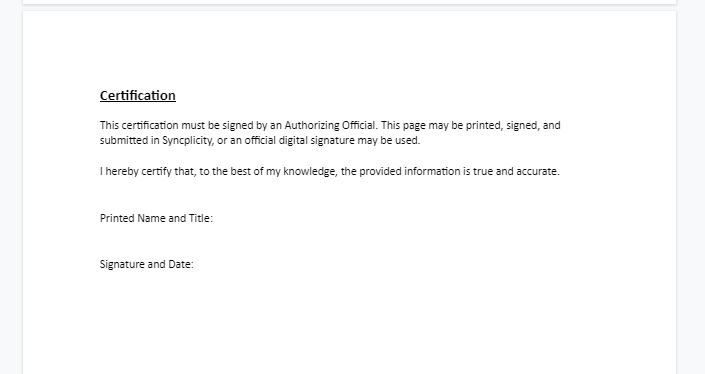 Certification
This certification must be signed by an Authorizing Official. This page may be printed, signed, and
submitted in Syncplicity, or an official digital signature may be used.
I hereby certify that, to the best of my knowledge, the provided information is true and accurate.
Printed Name and Title:
Signature and Date: